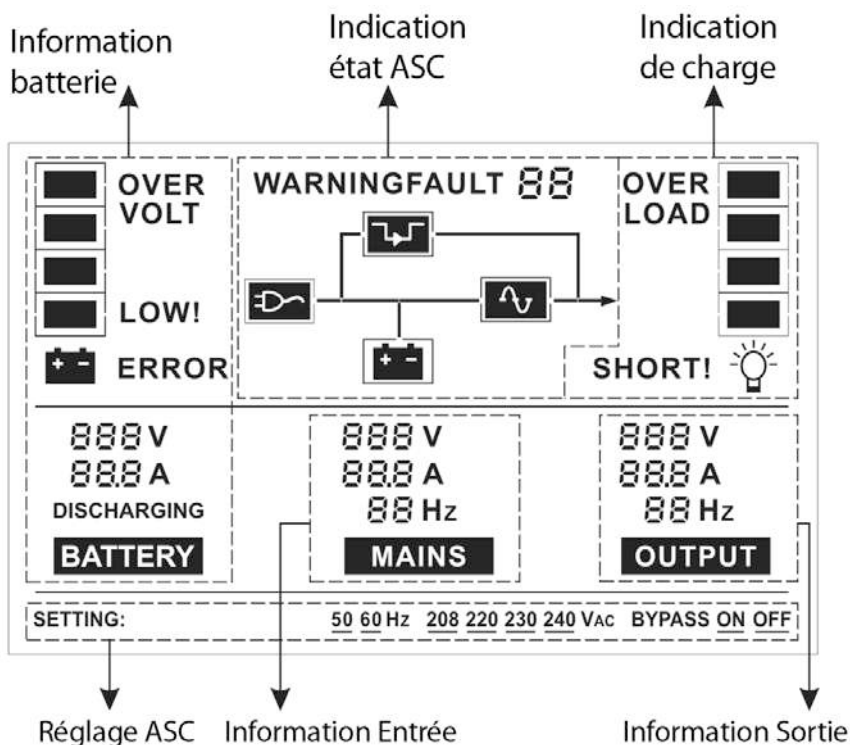 Information
batterie
Indication
état ASC
Indication
de charge
OVER
VOLT
LOW!
ERROR
WARNINGFAULT 88
OVER
LOAD
SHORT!
888 V
88.8 A
DISCHARGING
BATTERY
888 V
88.8 A
88 Hz
MAINS
888 V
88.8 A
88 Hz
OUTPUT
SETTING: 50 60 Hz 208 220 230 240 VAC BYPASS ON OFF
Réglage ASC
Information Entrée
Information Sortie